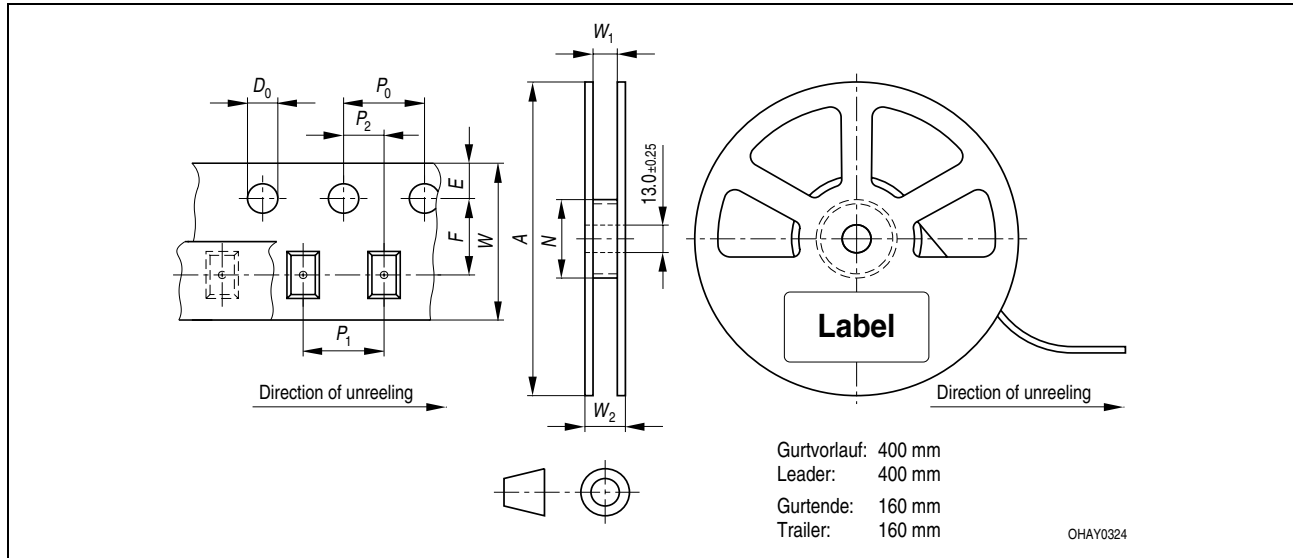 W₁
D₀
P₀
P₂
E
F
W
A
N
13.0±0.25
P₁
Label
Direction of unreeling
W₂
Direction of unreeling
Gurtvorlauf: 400 mm
Leader: 400 mm
Gurtende: 160 mm
Trailer: 160 mm
OHAY0324